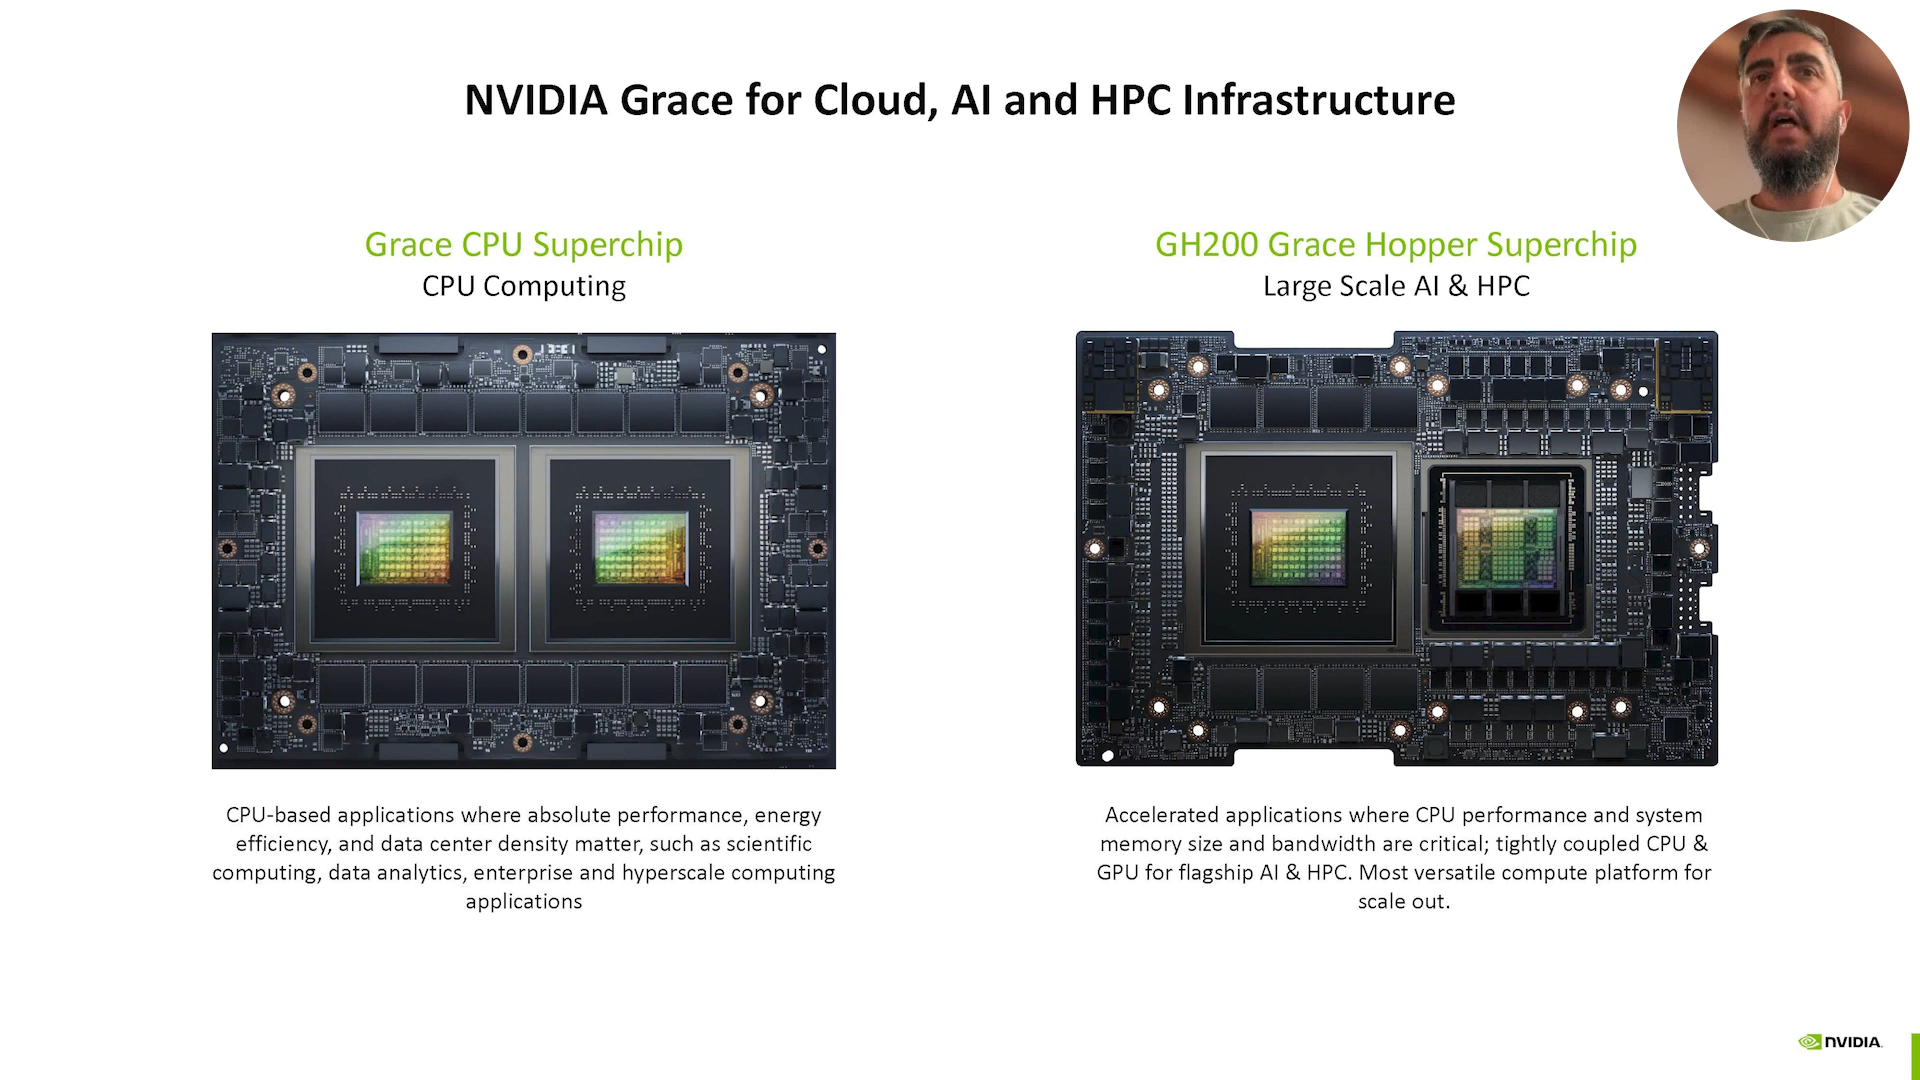 NVIDIA Grace for Cloud, AI and HPC Infrastructure
Grace CPU Superchip
CPU Computing
CPU-based applications where absolute performance, energy
efficiency, and data center density matter, such as scientific
computing, data analytics, enterprise and hyperscale computing
applications
GH200 Grace Hopper Superchip
Large Scale AI & HPC
Accelerated applications where CPU performance and system
memory size and bandwidth are critical; tightly coupled CPU &
GPU for flagship AI & HPC. Most versatile compute platform for
scale out.
NVIDIA.